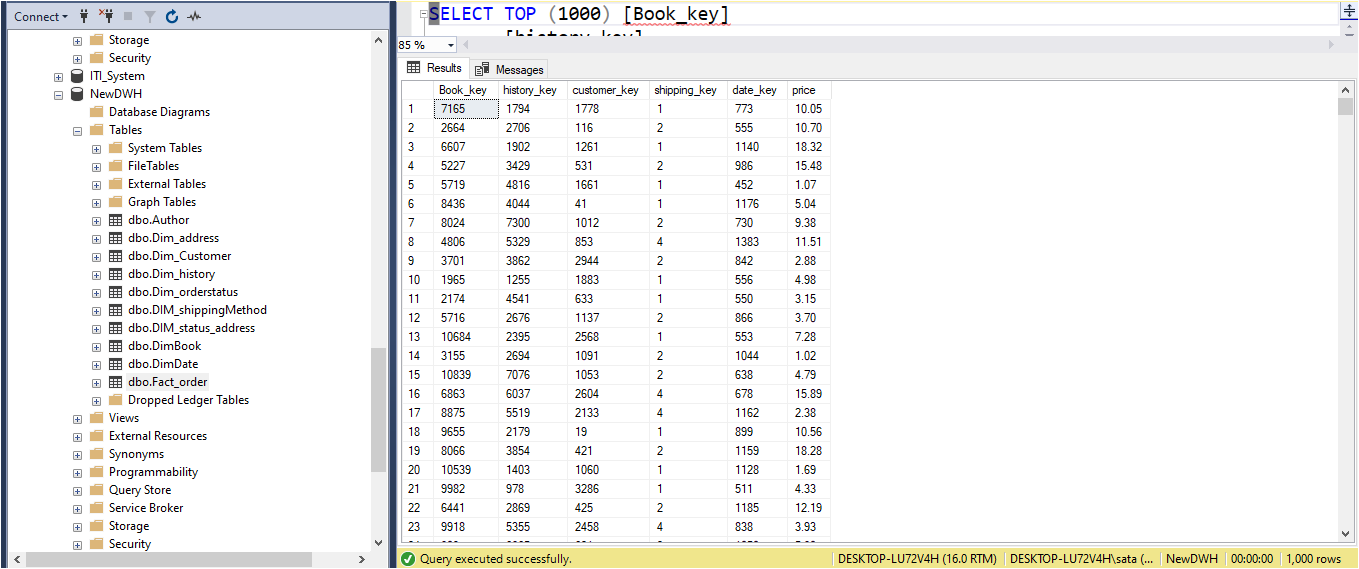 Connect
Storage
Security
ITI_System
NewDWH
Database Diagrams
Tables
System Tables
FileTables
External Tables
Graph Tables
dbo.Author
dbo.Dim_address
dbo.Dim_Customer
dbo.Dim_history
dbo.Dim_orderstatus
dbo.DIM_shippingMethod
dbo.DIM_status_address
dbo.DimBook
dbo.DimDate
dbo.Fact_order
Dropped Ledger Tables
Views
External Resources
Synonyms
Programmability
Query Store
Service Broker
Storage
Security
SELECT TOP (1000) [Book_key]
85 %
Results Messages
Book_key history_key customer_key shipping_key date_key price
1 7165 1794 1778 1 773 10.05
2 2664 2706 116 2 555 10.70
3 6607 1902 1261 1 1140 18.32
4 5227 3429 531 2 986 15.48
5 5719 4816 1661 1 452 1.07
6 8436 4044 41 1 1176 5.04
7 8024 7300 1012 2 730 9.38
8 4806 5329 853 4 1383 11.51
9 3701 3862 2944 2 842 2.88
10 1965 1255 1883 1 556 4.98
11 2174 4541 633 1 550 3.15
12 5716 2676 1137 2 866 3.70
13 10684 2395 2568 1 553 7.28
14 3155 2694 1091 2 1044 1.02
15 10839 7076 1053 2 638 4.79
16 6863 6037 2604 4 678 15.89
17 8875 5519 2133 4 1162 2.38
18 9655 2179 19 1 899 10.56
19 8066 3854 421 2 1159 18.28
20 10539 1403 1060 1 1128 1.69
21 9982 978 3286 1 511 4.33
22 6441 2869 425 2 1185 12.19
23 9918 5355 2458 4 838 3.93
Query executed successfully. DESKTOP-LU72V4H (16.0 RTM) DESKTOP-LU72V4H\sata (... NewDWH 00:00:00 1,000 rows